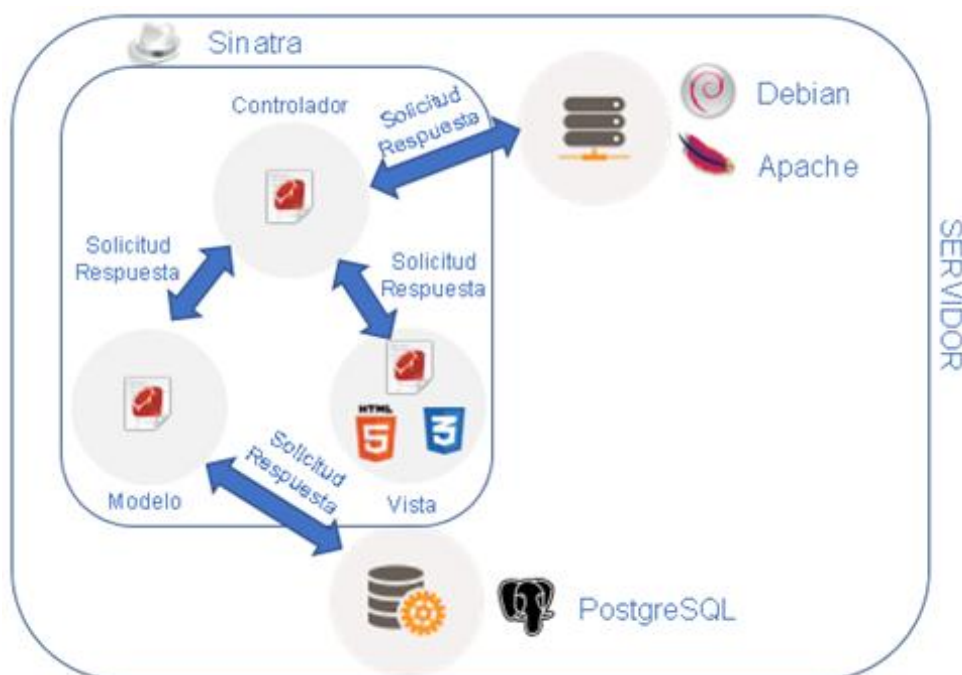 Sinatra
Controlador
Solicitud
Respuesta
Debian
Apache
Solicitud
Respuesta
Solicitud
Respuesta
SERVIDOR
HTML
5
3
Solicitud
Respuesta
Modelo
Vista
PostgreSQL